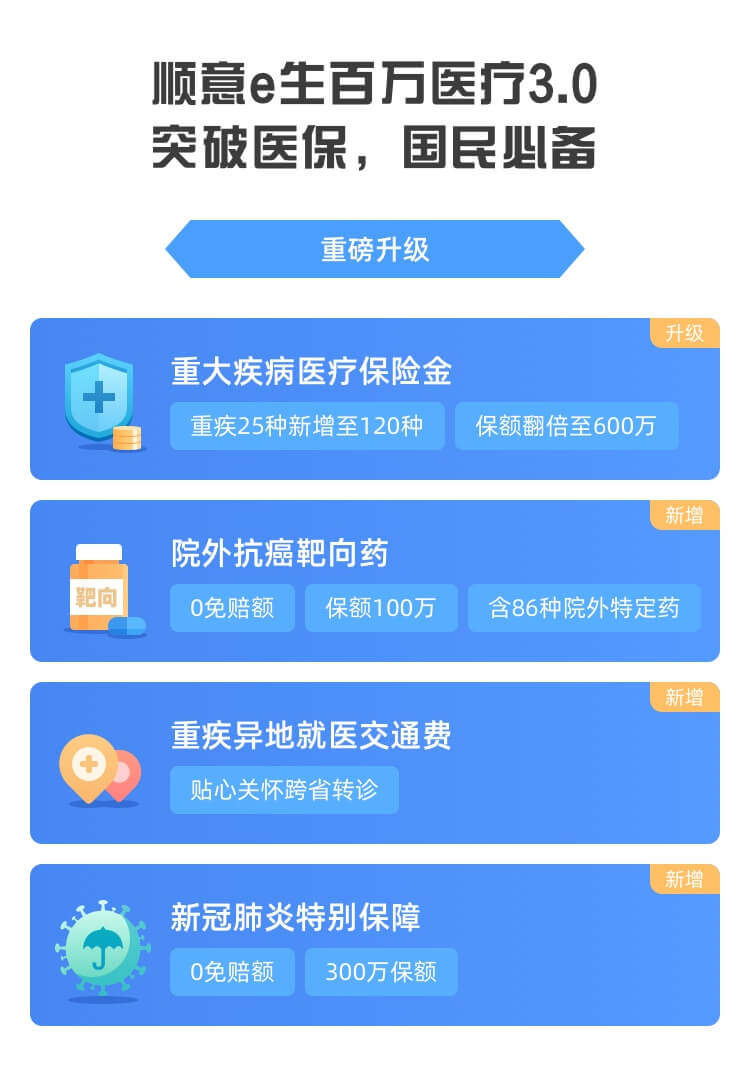 顺意e生百万医疗3.0
突破医保，国民必备
重磅升级
升级
重大疾病医疗保险金
重疾25种新增至120种 保额翻倍至600万
新增
院外抗癌靶向药
靶向
0免赔额 保额100万 含86种院外特定药
新增
重疾异地就医交通费
贴心关怀跨省转诊
新增
新冠肺炎特别保障
0免赔额 300万保额